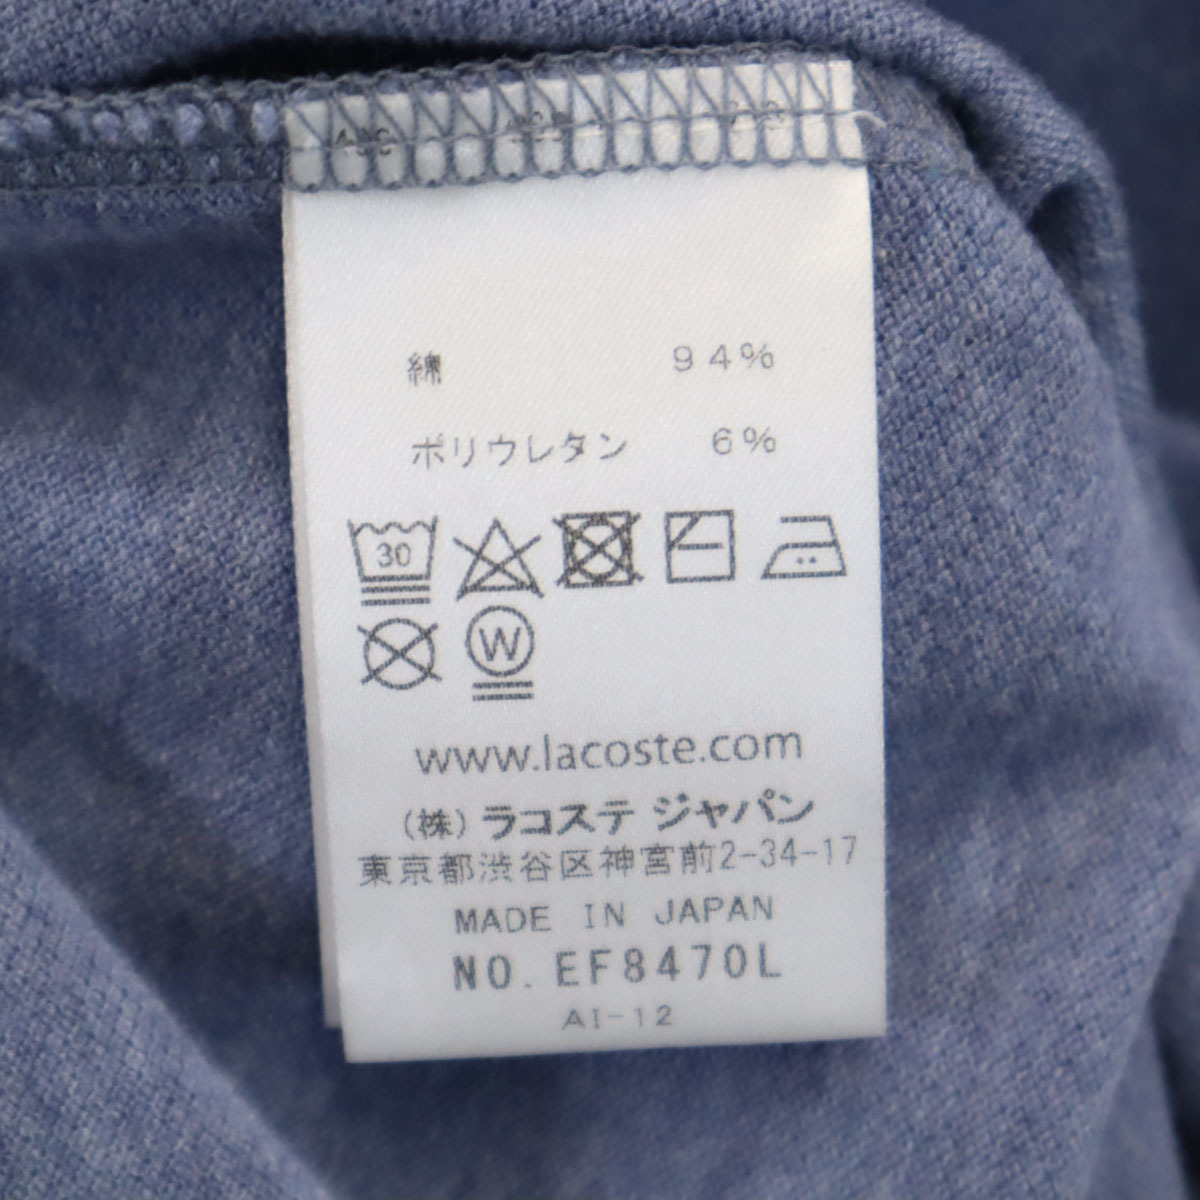 綿 94%
ポリウレタン 6%
30
W
www.lacoste.com
(株) ラコステ ジャパン
東京都渋谷区神宮前2-34-17
MADE IN JAPAN
NO. EF8470L
AI-12